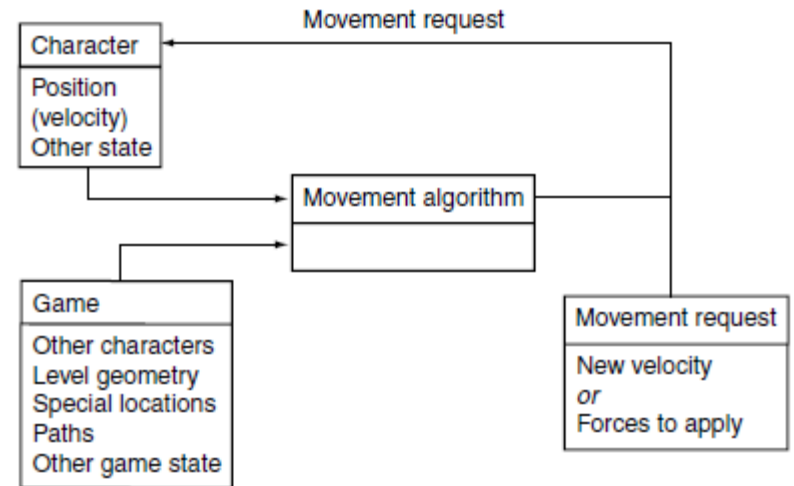 Movement request
Character
Position
(velocity)
Other state
Movement algorithm
Game
Other characters
Level geometry
Special locations
Paths
Other game state
Movement request
New velocity
or
Forces to apply